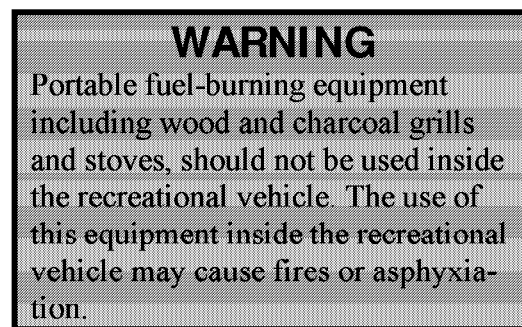 WARNING
Portable fuel-burning equipment
including wood and charcoal grills
and stoves, should not be used inside
the recreational vehicle. The use of
this equipment inside the recreational
vehicle may cause fires or asphyxia-
tion.